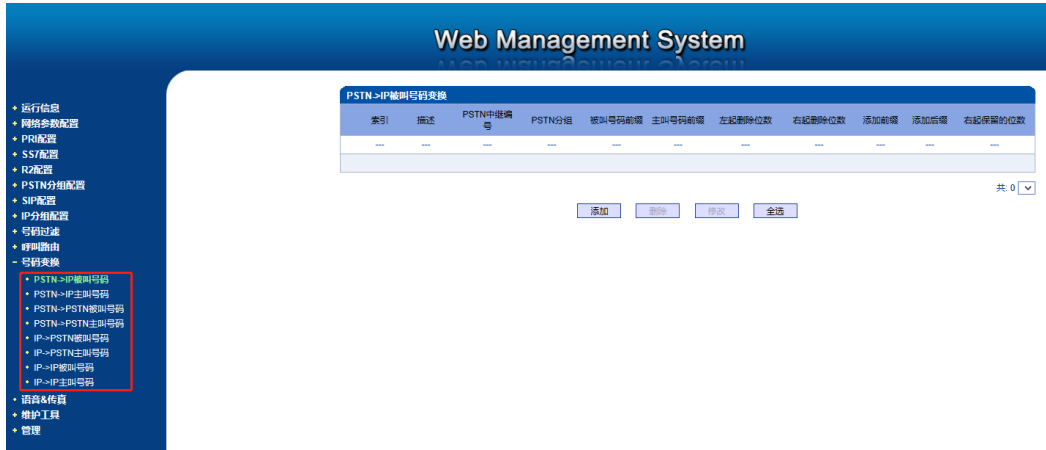 Web Management System
+ 运行信息
+ 网络参数配置
+ PRI配置
+ SS7配置
+ R2配置
+ PSTN分组配置
+ SIP配置
+ IP分组配置
+ 号码过滤
+ 呼叫路由
- 号码变换
• PSTN->IP被叫号码
• PSTN->IP主叫号码
• PSTN->PSTN被叫号码
• PSTN->PSTN主叫号码
• IP->PSTN被叫号码
• IP->PSTN主叫号码
• IP->IP被叫号码
• IP->IP主叫号码
• 语音&传真
+ 维护工具
+ 管理
PSTN->IP被叫号码变换
索引 描述 PSTN中继编号 PSTN分组 被叫号码前缀 主叫号码前缀 左起删除位数 右起删除位数 添加前缀 添加后缀 右起保留的位数
--- --- --- --- --- --- --- --- --- --- ---
共: 0
添加 删除 修改 全选